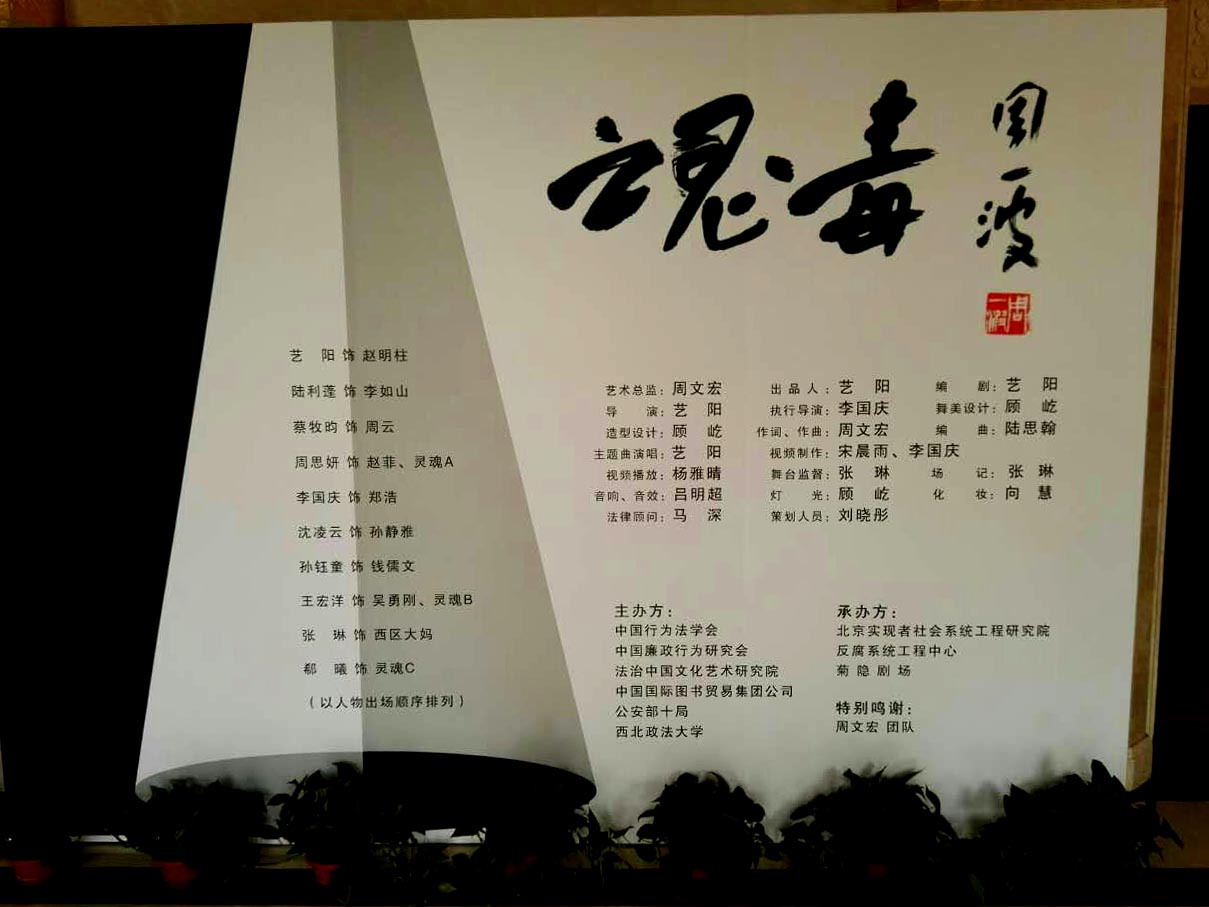 魂毒
周一波
艺 阳 饰 赵明柱
陆利莲 饰 李如山
蔡牧昀 饰 周云
周思妍 饰 赵菲、灵魂A
李国庆 饰 郑浩
沈凌云 饰 孙静雅
孙钰童 饰 钱儒文
王宏洋 饰 吴勇刚、灵魂B
张 琳 饰 西区大妈
郗 曦 饰 灵魂C
（以人物出场顺序排列）
艺术总监：周文宏 出品人：艺 阳 编 剧：艺 阳
导 演：艺 阳 执行导演：李国庆 舞美设计：顾 屹
造型设计：顾 屹 作词、作曲：周文宏 编 曲：陆思翰
主题曲演唱：艺 阳 视频制作：宋晨雨、李国庆
视频播放：杨雅晴 舞台监督：张 琳 场 记：张 琳
音响、音效：吕明超 灯 光：顾 屹 化 妆：向 慧
法律顾问：马 深 策划人员：刘晓彤
主办方：
中国行为法学会
中国廉政行为研究会
法治中国文化艺术研究院
中国国际图书贸易集团公司
公安部十局
西北政法大学
承办方：
北京实现者社会系统工程研究院
反腐系统工程中心
菊隐剧场
特别鸣谢：
周文宏 团队